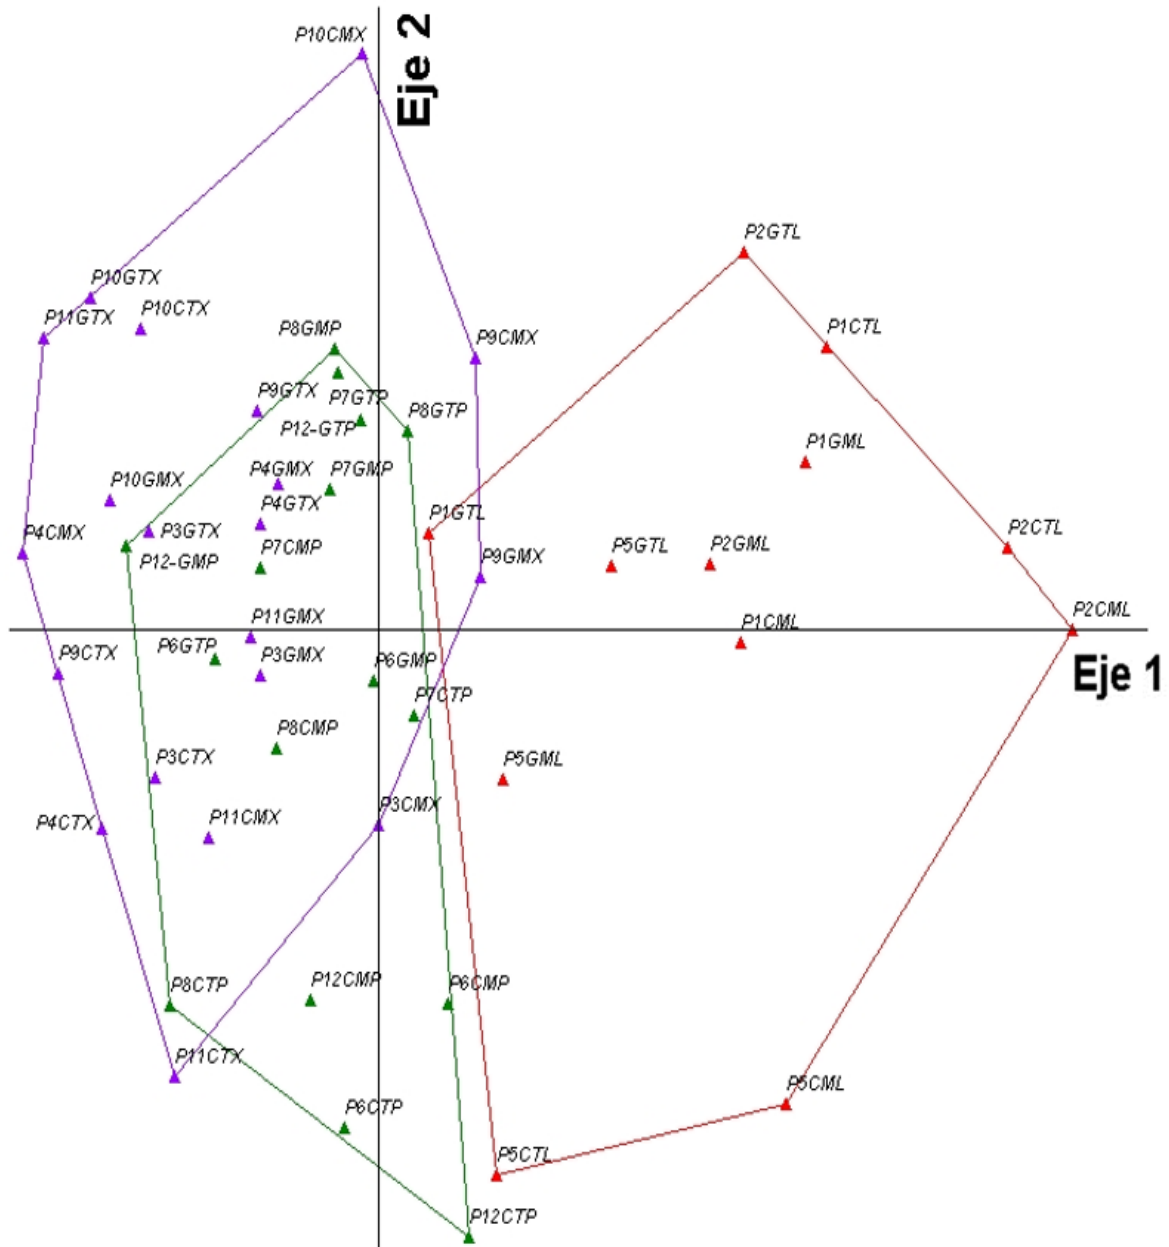 P10CMX
Eje 2
P2GTL
P10GTX
P10CTX
P11GTX
P8GMP
P1CTL
P9CMX
P9GTX
P7GTP
P12-GTP
P8GTP
P1GML
P4GMX
P7GMP
P10GMX
P4GTX
P4CMX
P3GTX
P1GTL
P7CMP
P12-GMP
P9GMX
P5GTL
P2GML
P2CTL
P11GMX
P1CML
P2CML
P6GTP
P9CTX
P3GMX
P6GMP
Eje 1
P7CTP
P8CMP
P5GML
P3CTX
P3CMX
P4CTX
P11CMX
P12CMP
P6CMP
P8CTP
P11CTX
P5CML
P6CTP
P5CTL
P12CTP